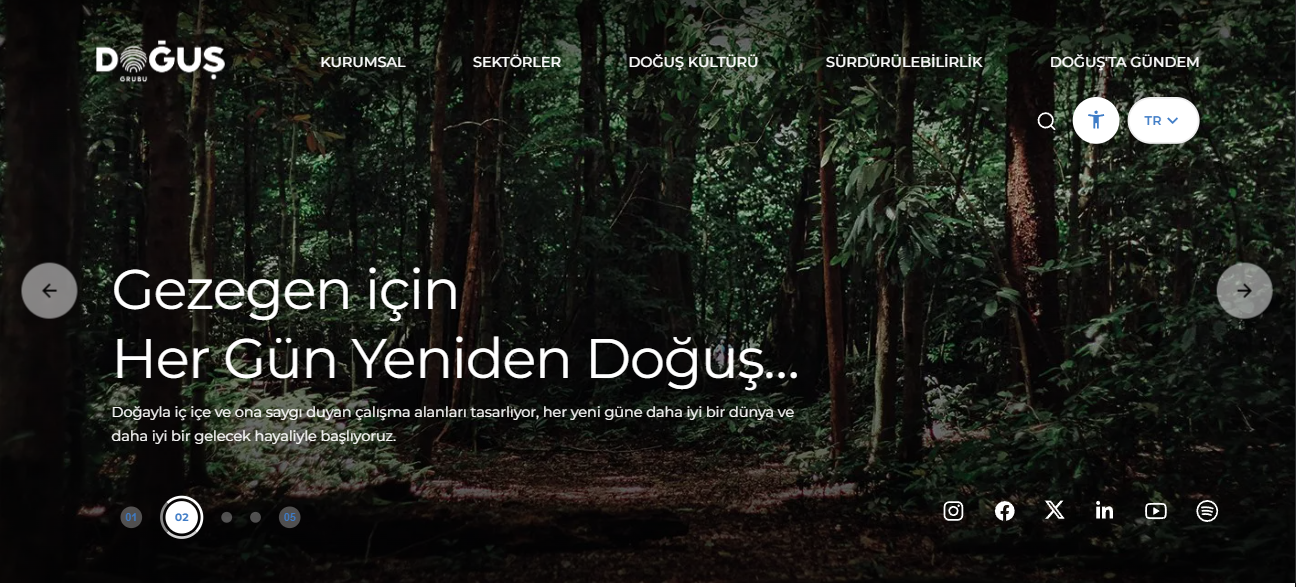 DOĞUŞ
GRUBU
KURUMSAL
SEKTÖRLER
DOĞUŞ KÜLTÜRÜ
SÜRDÜRÜLEBİLİRLİK
DOĞUŞ'TA GÜNDEM
TR
Gezegen için
Her Gün Yeniden Doğuş...
Doğayla iç içe ve ona saygı duyan çalışma alanları tasarlıyor, her yeni güne daha iyi bir dünya ve
daha iyi bir gelecek hayaliyle başlıyoruz.
01
02
05